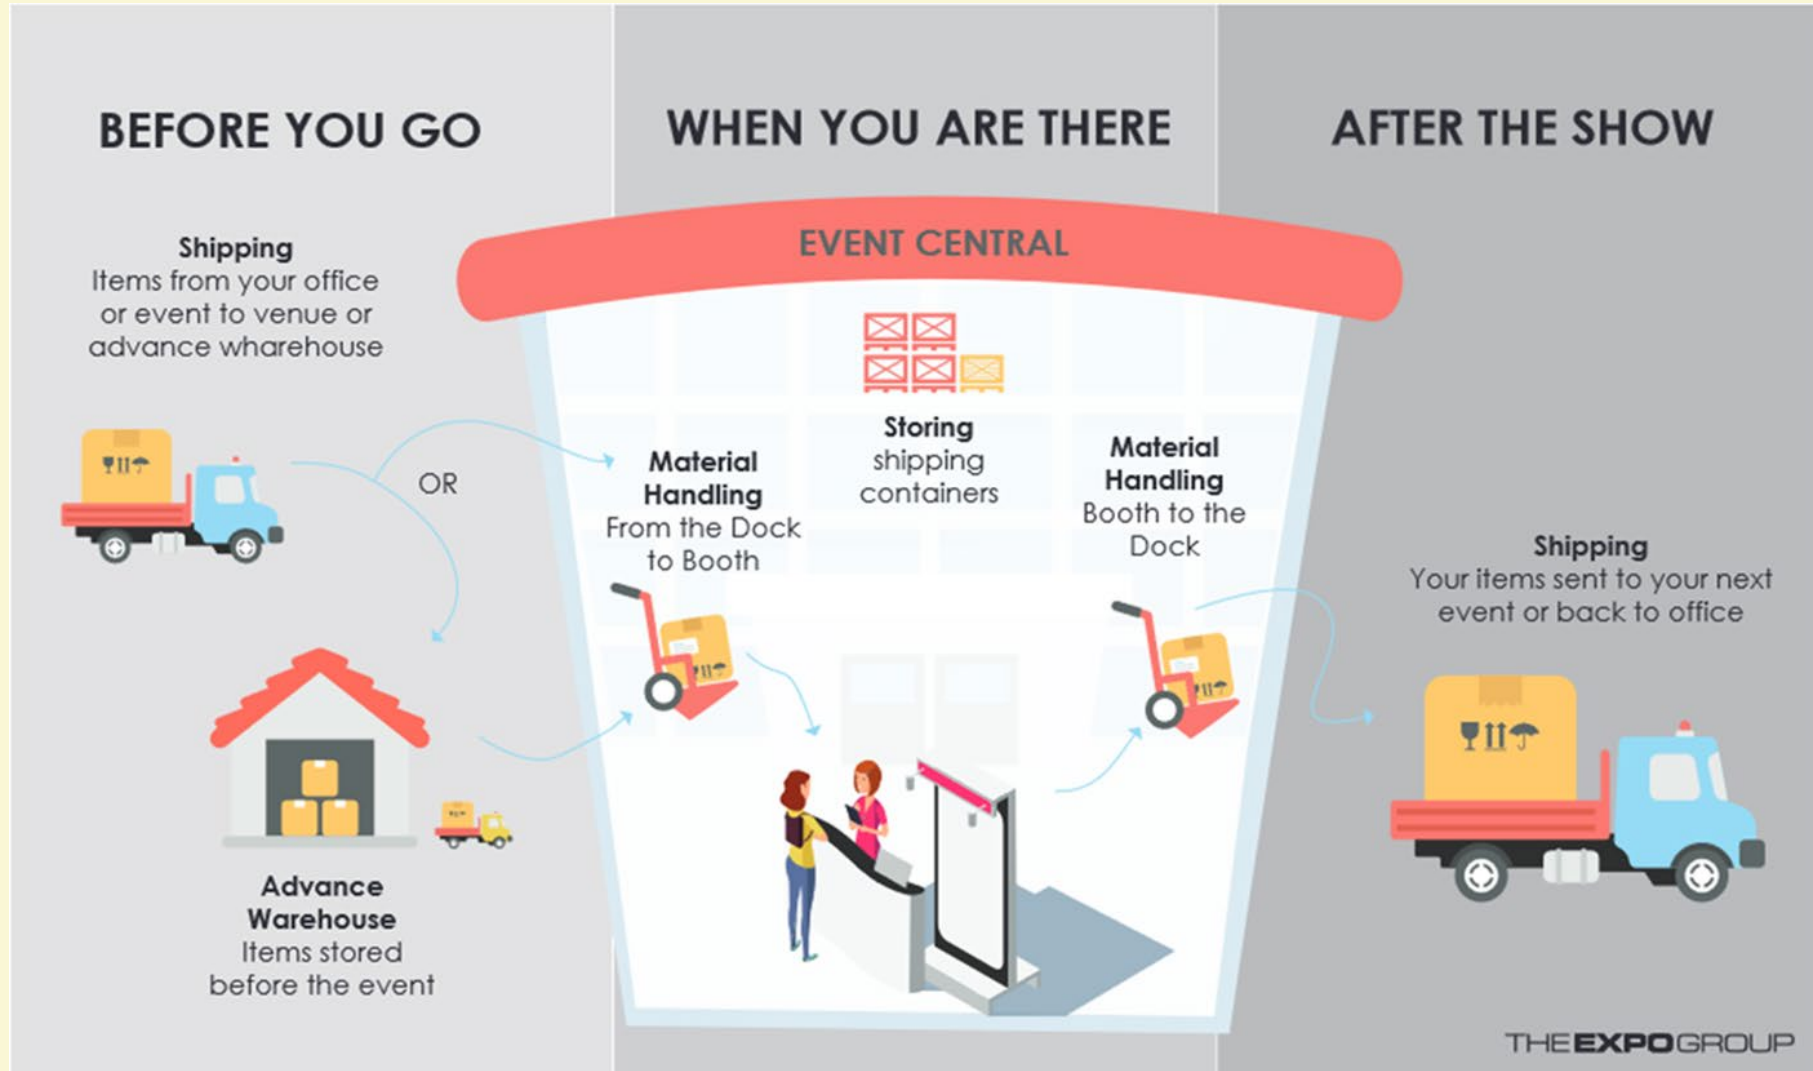 BEFORE YOU GO
WHEN YOU ARE THERE
AFTER THE SHOW
EVENT CENTRAL
Shipping
Items from your office
or event to venue or
advance wharehouse
OR
Advance
Warehouse
Items stored
before the event
Material
Handling
From the Dock
to Booth
Storing
shipping
containers
Material
Handling
Booth to the
Dock
Shipping
Your items sent to your next
event or back to office
THEEXPOGROUP